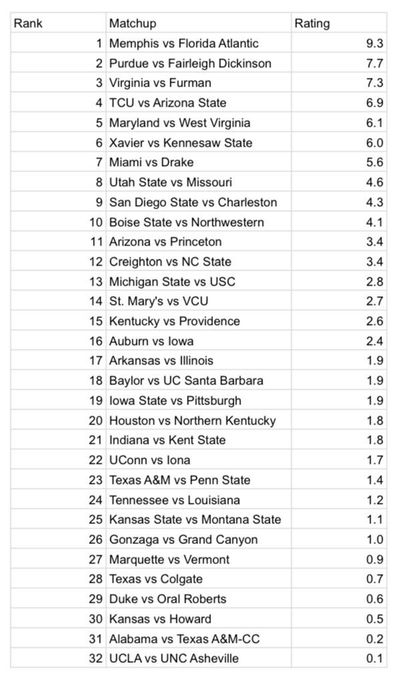 Rank Matchup Rating
1 Memphis vs Florida Atlantic 9.3
2 Purdue vs Fairleigh Dickinson 7.7
3 Virginia vs Furman 7.3
4 TCU vs Arizona State 6.9
5 Maryland vs West Virginia 6.1
6 Xavier vs Kennesaw State 6.0
7 Miami vs Drake 5.6
8 Utah State vs Missouri 4.6
9 San Diego State vs Charleston 4.3
10 Boise State vs Northwestern 4.1
11 Arizona vs Princeton 3.4
12 Creighton vs NC State 3.4
13 Michigan State vs USC 2.8
14 St. Mary's vs VCU 2.7
15 Kentucky vs Providence 2.6
16 Auburn vs Iowa 2.4
17 Arkansas vs Illinois 1.9
18 Baylor vs UC Santa Barbara 1.9
19 Iowa State vs Pittsburgh 1.9
20 Houston vs Northern Kentucky 1.8
21 Indiana vs Kent State 1.8
22 UConn vs Iona 1.7
23 Texas A&M vs Penn State 1.4
24 Tennessee vs Louisiana 1.2
25 Kansas State vs Montana State 1.1
26 Gonzaga vs Grand Canyon 1.0
27 Marquette vs Vermont 0.9
28 Texas vs Colgate 0.7
29 Duke vs Oral Roberts 0.6
30 Kansas vs Howard 0.5
31 Alabama vs Texas A&M-CC 0.2
32 UCLA vs UNC Asheville 0.1